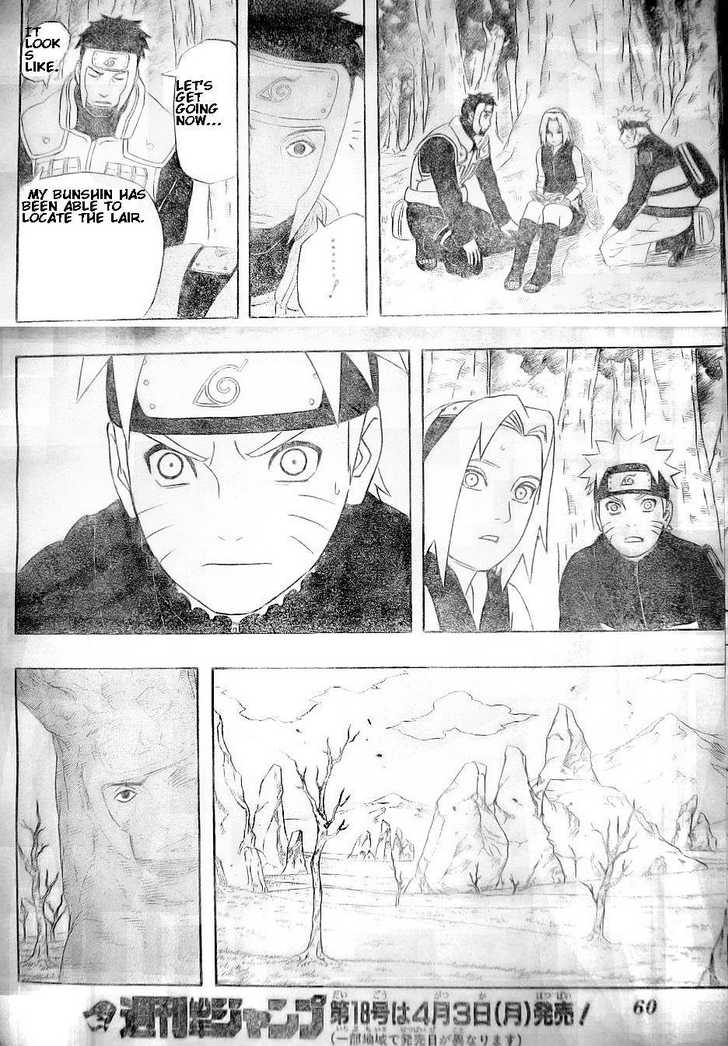 ………
LET'S
GET
GOING
NOW...
IT
LOOK
S
LIKE.
MY BUNSHIN HAS
BEEN ABLE TO
LOCATE THE LAIR.
週刊少年ジャンプ第18号は4月3日(月)発売!
(一部地域で発売日が異なります)
60